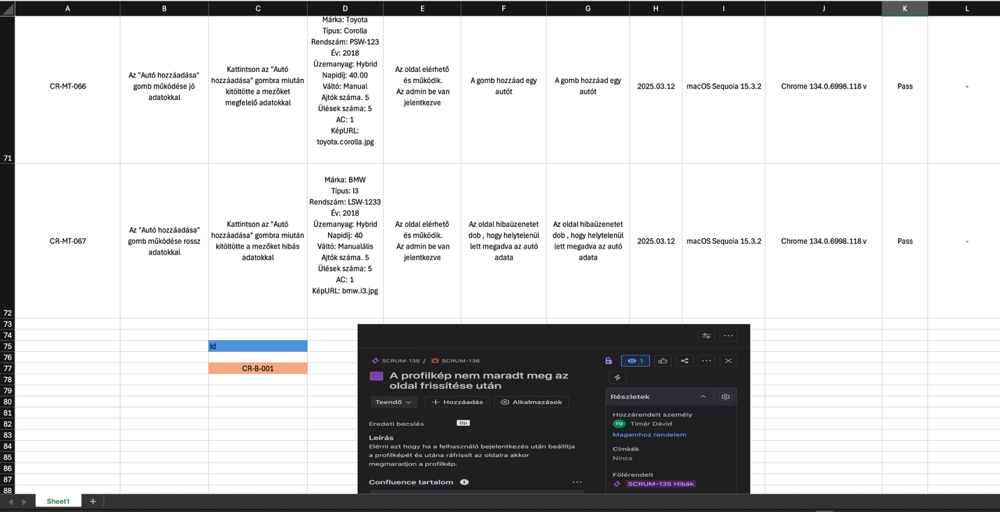 A B C D E F G H I J K L
71
CR-MT-066
Az "Autó hozzáadása"
gomb működése jó
adatokkal
Kattintson az "Autó
hozzáadása" gombra miután
kitöltötte a mezőket
megfelelő adatokkal
Márka: Toyota
Típus: Corolla
Rendszám: PSW-123
Év: 2018
Üzemanyag: Hybrid
Napidíj: 40.00
Váltó: Manual
Ajtók száma. 5
Ülések száma: 5
AC: 1
KépURL:
toyota.corolla.jpg
Az oldal elérhető
és működik.
Az admin be van
jelentkezve
A gomb hozzáad egy
autót
A gomb hozzáad egy
autót
2025.03.12
macOS Sequoia 15.3.2
Chrome 134.0.6998.118 v
Pass
-
72
CR-MT-067
Az "Autó hozzáadása"
gomb működése rossz
adatokkal
Kattintson az "Autó
hozzáadása" gombra miután
kitöltötte a mezőket hibás
adatokkal
Márka: BMW
Típus: I3
Rendszám: LSW-1233
Év: 2018
Üzemanyag: Hybrid
Napidíj: 40
Váltó: Manualális
Ajtók száma. 5
Ülések száma: 5
AC: 1
KépURL: bmw.i3.jpg
Az oldal elérhető
és működik.
Az admin be van
jelentkezve
Az oldal hibaüzenetet
dob , hogy helytelenül
lett megadva az autó
adata
Az oldal hibaüzenetet
dob , hogy helytelenül
lett megadva az autó
adata
2025.03.12
macOS Sequoia 15.3.2
Chrome 134.0.6998.118 v
Pass
-
73
74
75
Id
76
77
CR-B-001
78
79
80
81
82
83
84
85
86
87
88
SCRUM-135 / SCRUM-136
1
A profilkép nem maradt meg az
oldal frissítése után
Teendő
Hozzáadás
Alkalmazások
Eredeti becslés 0p
Leírás
Elérni azt hogy ha a felhasználó bejelentkezés után beállítja
a profilképét és utána ráfrissít az oldalra akkor
megmaradjon a profilkép.
Confluence tartalom
Részletek
Hozzárendelt személy
TD Timár Dávid
Magamhoz rendelem
Címkék
Nincs
Fölérendelt
SCRUM-135 Hibák
Sheet1